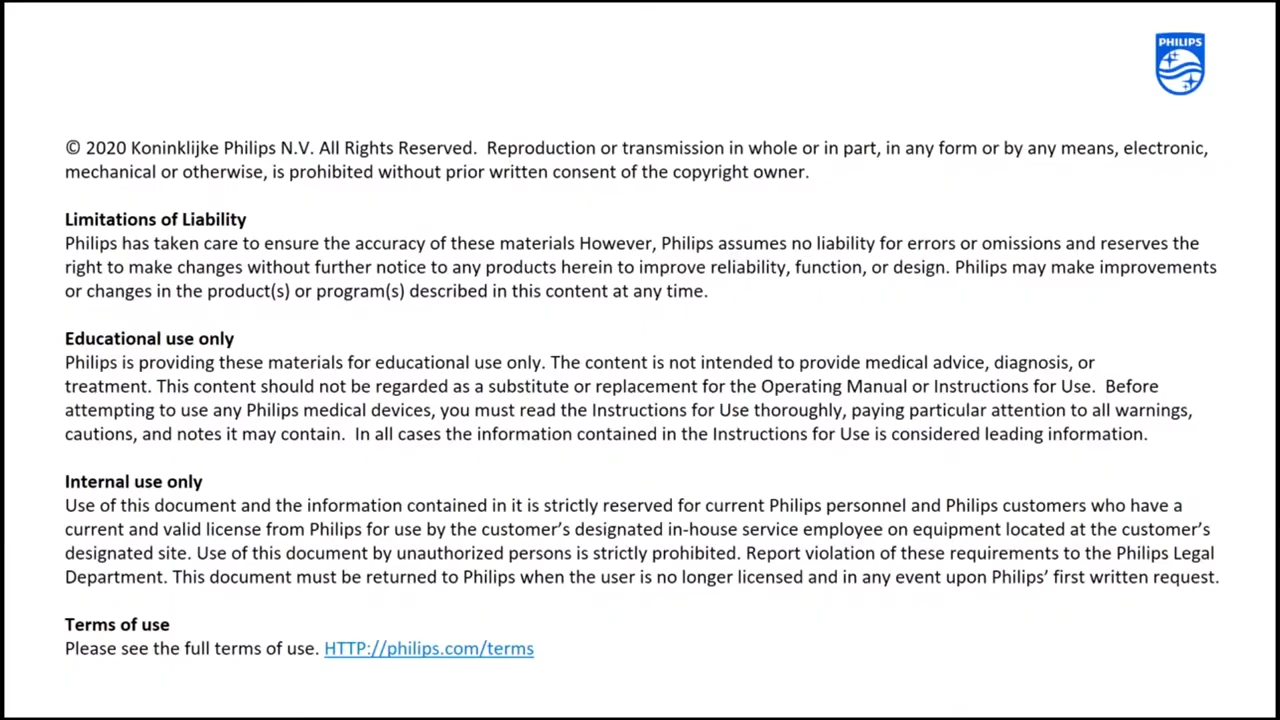 PHILIPS
© 2020 Koninklijke Philips N.V. All Rights Reserved.  Reproduction or transmission in whole or in part, in any form or by any means, electronic,
mechanical or otherwise, is prohibited without prior written consent of the copyright owner.
Limitations of Liability
Philips has taken care to ensure the accuracy of these materials However, Philips assumes no liability for errors or omissions and reserves the
right to make changes without further notice to any products herein to improve reliability, function, or design. Philips may make improvements
or changes in the product(s) or program(s) described in this content at any time.
Educational use only
Philips is providing these materials for educational use only. The content is not intended to provide medical advice, diagnosis, or
treatment. This content should not be regarded as a substitute or replacement for the Operating Manual or Instructions for Use.  Before
attempting to use any Philips medical devices, you must read the Instructions for Use thoroughly, paying particular attention to all warnings,
cautions, and notes it may contain.  In all cases the information contained in the Instructions for Use is considered leading information.
Internal use only
Use of this document and the information contained in it is strictly reserved for current Philips personnel and Philips customers who have a
current and valid license from Philips for use by the customer’s designated in-house service employee on equipment located at the customer’s
designated site. Use of this document by unauthorized persons is strictly prohibited. Report violation of these requirements to the Philips Legal
Department. This document must be returned to Philips when the user is no longer licensed and in any event upon Philips’ first written request.
Terms of use
Please see the full terms of use. HTTP://philips.com/terms